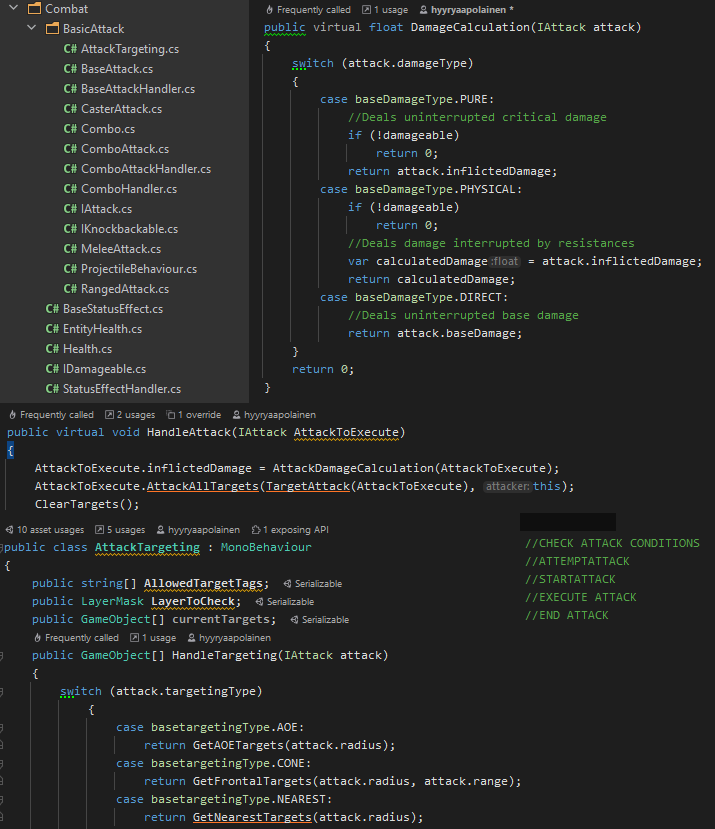 Combat
BasicAttack
C# AttackTargeting.cs
C# BaseAttack.cs
C# BaseAttackHandler.cs
C# CasterAttack.cs
C# Combo.cs
C# ComboAttack.cs
C# ComboAttackHandler.cs
C# ComboHandler.cs
C# IAttack.cs
C# IKnockbackable.cs
C# MeleeAttack.cs
C# ProjectileBehaviour.cs
C# RangedAttack.cs
C# BaseStatusEffect.cs
C# EntityHealth.cs
C# Health.cs
C# IDamageable.cs
C# StatusEffectHandler.cs
Frequently called 1 usage hyyryaapolainen *
public virtual float DamageCalculation(IAttack attack)
{
switch (attack.damageType)
{
case baseDamageType.PURE:
//Deals uninterrupted critical damage
if (!damageable)
return 0;
return attack.inflictedDamage;
case baseDamageType.PHYSICAL:
if (!damageable)
return 0;
//Deals damage interrupted by resistances
var calculatedDamage :float = attack.inflictedDamage;
return calculatedDamage;
case baseDamageType.DIRECT:
//Deals uninterrupted base damage
return attack.baseDamage;
}
return 0;
}
Frequently called 2 usages 1 override hyyryaapolainen
public virtual void HandleAttack(IAttack AttackToExecute)
{
AttackToExecute.inflictedDamage = AttackDamageCalculation(AttackToExecute);
AttackToExecute.AttackAllTargets(TargetAttack(AttackToExecute), attacker: this);
ClearTargets();
10 asset usages 5 usages hyyryaapolainen 1 exposing API
public class AttackTargeting : MonoBehaviour
{
public string[] AllowedTargetTags; Serializable
public LayerMask LayerToCheck; Serializable
public GameObject[] currentTargets; Serializable
Frequently called 1 usage hyyryaapolainen
public GameObject[] HandleTargeting(IAttack attack)
{
switch (attack.targetingType)
{
case basetargetingType.AOE:
return GetAOETargets(attack.radius);
case basetargetingType.CONE:
return GetFrontalTargets(attack.radius, attack.range);
case basetargetingType.NEAREST:
return GetNearestTargets(attack.radius);
//CHECK ATTACK CONDITIONS
//ATTEMPTATTACK
//STARTATTACK
//EXECUTE ATTACK
//END ATTACK